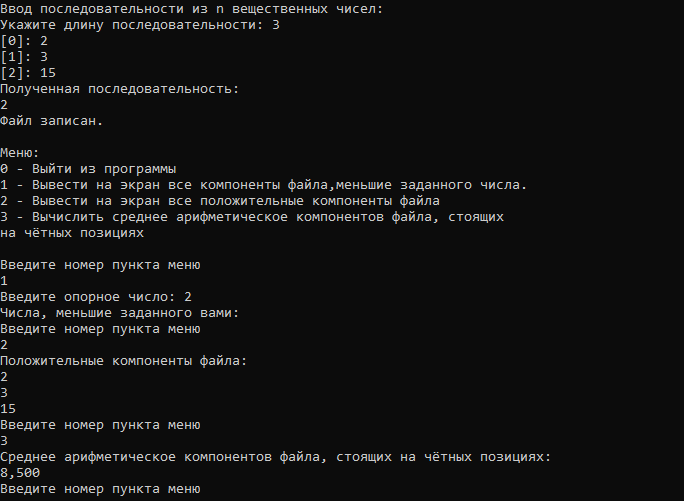 Ввод последовательности из n вещественных чисел:
Укажите длину последовательности: 3
[0]: 2
[1]: 3
[2]: 15
Полученная последовательность:
2
Файл записан.
Меню:
0 - Выйти из программы
1 - Вывести на экран все компоненты файла,меньшие заданного числа.
2 - Вывести на экран все положительные компоненты файла
3 - Вычислить среднее арифметическое компонентов файла, стоящих
на чётных позициях
Введите номер пункта меню
1
Введите опорное число: 2
Числа, меньшие заданного вами:
Введите номер пункта меню
2
Положительные компоненты файла:
2
3
15
Введите номер пункта меню
3
Среднее арифметическое компонентов файла, стоящих на чётных позициях:
8,500
Введите номер пункта меню